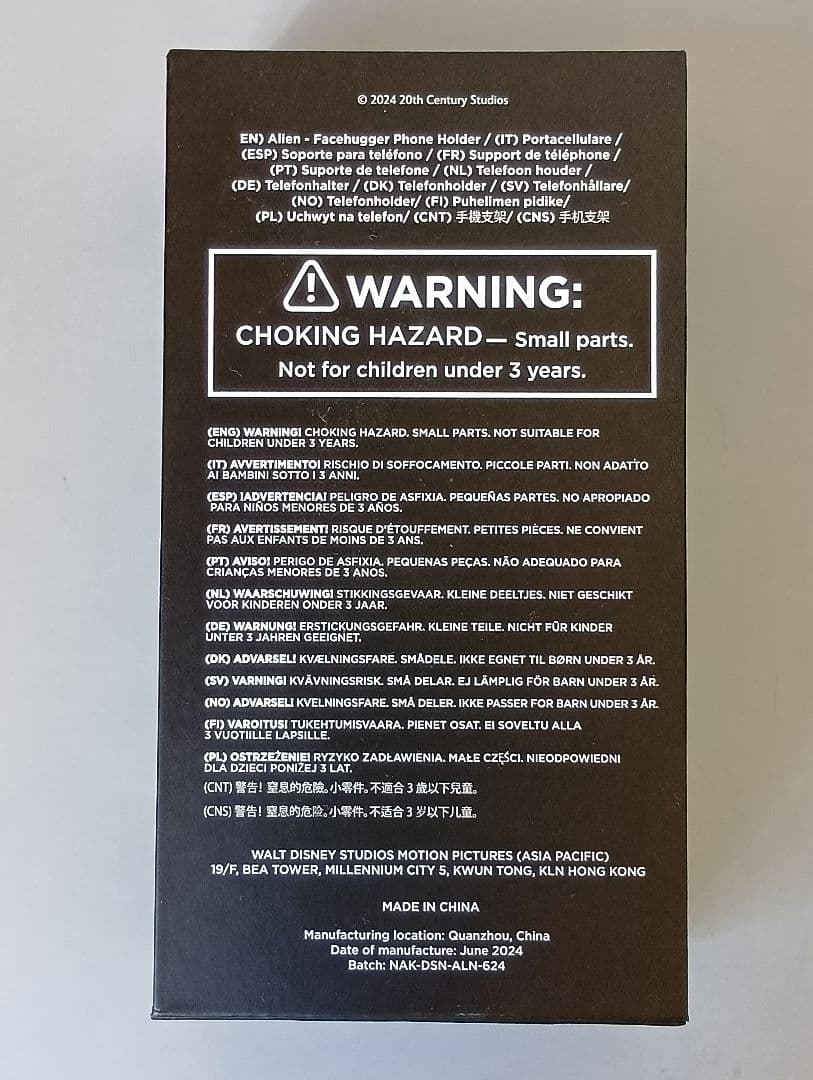 © 2024 20th Century Studios
EN) Alien - Facehugger Phone Holder / (IT) Portacellulare /
(ESP) Soporte para teléfono / (FR) Support de téléphone /
(PT) Suporte de telefone / (NL) Telefoon houder /
(DE) Telefonhalter / (DK) Telefonholder / (SV) Telefonhållare/
(NO) Telefonholder/ (FI) Puhelimen pidike/
(PL) Uchwyt na telefon/ (CNT) 手機支架/ (CNS) 手机支架
WARNING:
CHOKING HAZARD— Small parts.
Not for children under 3 years.
(ENG) WARNING! CHOKING HAZARD. SMALL PARTS. NOT SUITABLE FOR
CHILDREN UNDER 3 YEARS.
(IT) AVVERTIMENTO! RISCHIO DI SOFFOCAMENTO. PICCOLE PARTI. NON ADATTO
AI BAMBINI SOTTO I 3 ANNI.
(ESP) ¡ADVERTENCIA! PELIGRO DE ASFIXIA. PEQUEÑAS PARTES. NO APROPIADO
PARA NIÑOS MENORES DE 3 AÑOS.
(FR) AVERTISSEMENT! RISQUE D'ÉTOUFFEMENT. PETITES PIÈCES. NE CONVIENT
PAS AUX ENFANTS DE MOINS DE 3 ANS.
(PT) AVISO! PERIGO DE ASFIXIA. PEQUENAS PEÇAS. NÃO ADEQUADO PARA
CRIANÇAS MENORES DE 3 ANOS.
(NL) WAARSCHUWING! STIKKINGSGEVAAR. KLEINE DEELTJES. NIET GESCHIKT
VOOR KINDEREN ONDER 3 JAAR.
(DE) WARNUNG! ERSTICKUNGSGEFAHR. KLEINE TEILE. NICHT FÜR KINDER
UNTER 3 JAHREN GEEIGNET.
(DK) ADVARSEL! KVÆLNINGSFARE. SMÅDELE. IKKE EGNET TIL BØRN UNDER 3 ÅR.
(SV) VARNING! KVÄVNINGSRISK. SMÅ DELAR. EJ LÄMPLIG FÖR BARN UNDER 3 ÅR.
(NO) ADVARSEL! KVELNINGSFARE. SMÅ DELER. IKKE PASSER FOR BARN UNDER 3 ÅR.
(FI) VAROITUS! TUKEHTUMISVAARA. PIENET OSAT. EI SOVELTU ALLA
3 VUOTIILLE LAPSILLE.
(PL) OSTRZEŻENIE! RYZYKO ZADŁAWIENIA. MAŁE CZĘŚCI. NIEODPOWIEDNI
DLA DZIECI PONIŻEJ 3 LAT.
(CNT) 警告！窒息的危險。小零件。不適合 3 歲以下兒童。
(CNS) 警告！窒息的危险。小零件。不适合 3 岁以下儿童。
WALT DISNEY STUDIOS MOTION PICTURES (ASIA PACIFIC)
19/F, BEA TOWER, MILLENNIUM CITY 5, KWUN TONG, KLN HONG KONG
MADE IN CHINA
Manufacturing location: Quanzhou, China
Date of manufacture: June 2024
Batch: NAK-DSN-ALN-624